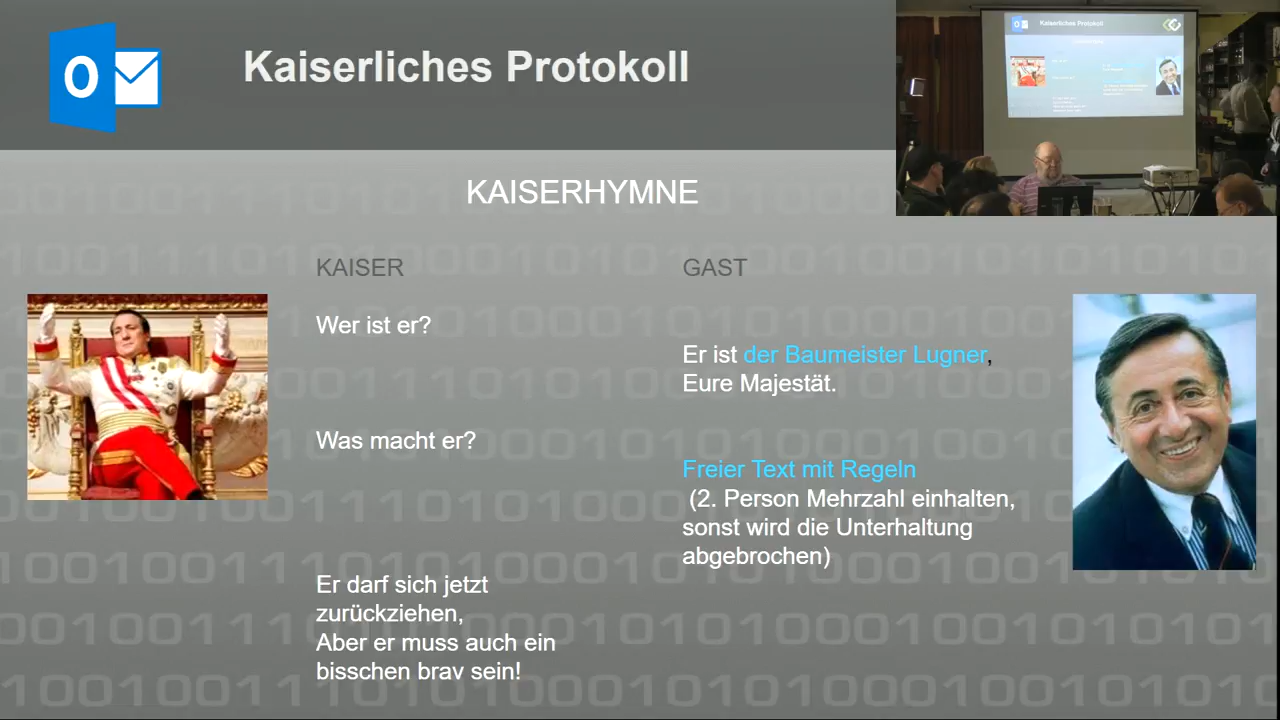 Kaiserliches Protokoll
KAISERHYMNE
KAISER
GAST
Wer ist er?
Er ist der Baumeister Lugner,
Eure Majestät.
Was macht er?
Freier Text mit Regeln
(2. Person Mehrzahl einhalten,
sonst wird die Unterhaltung
abgebrochen)
Er darf sich jetzt
zurückziehen,
Aber er muss auch ein
bisschen brav sein!
Kaiserliches Protokoll